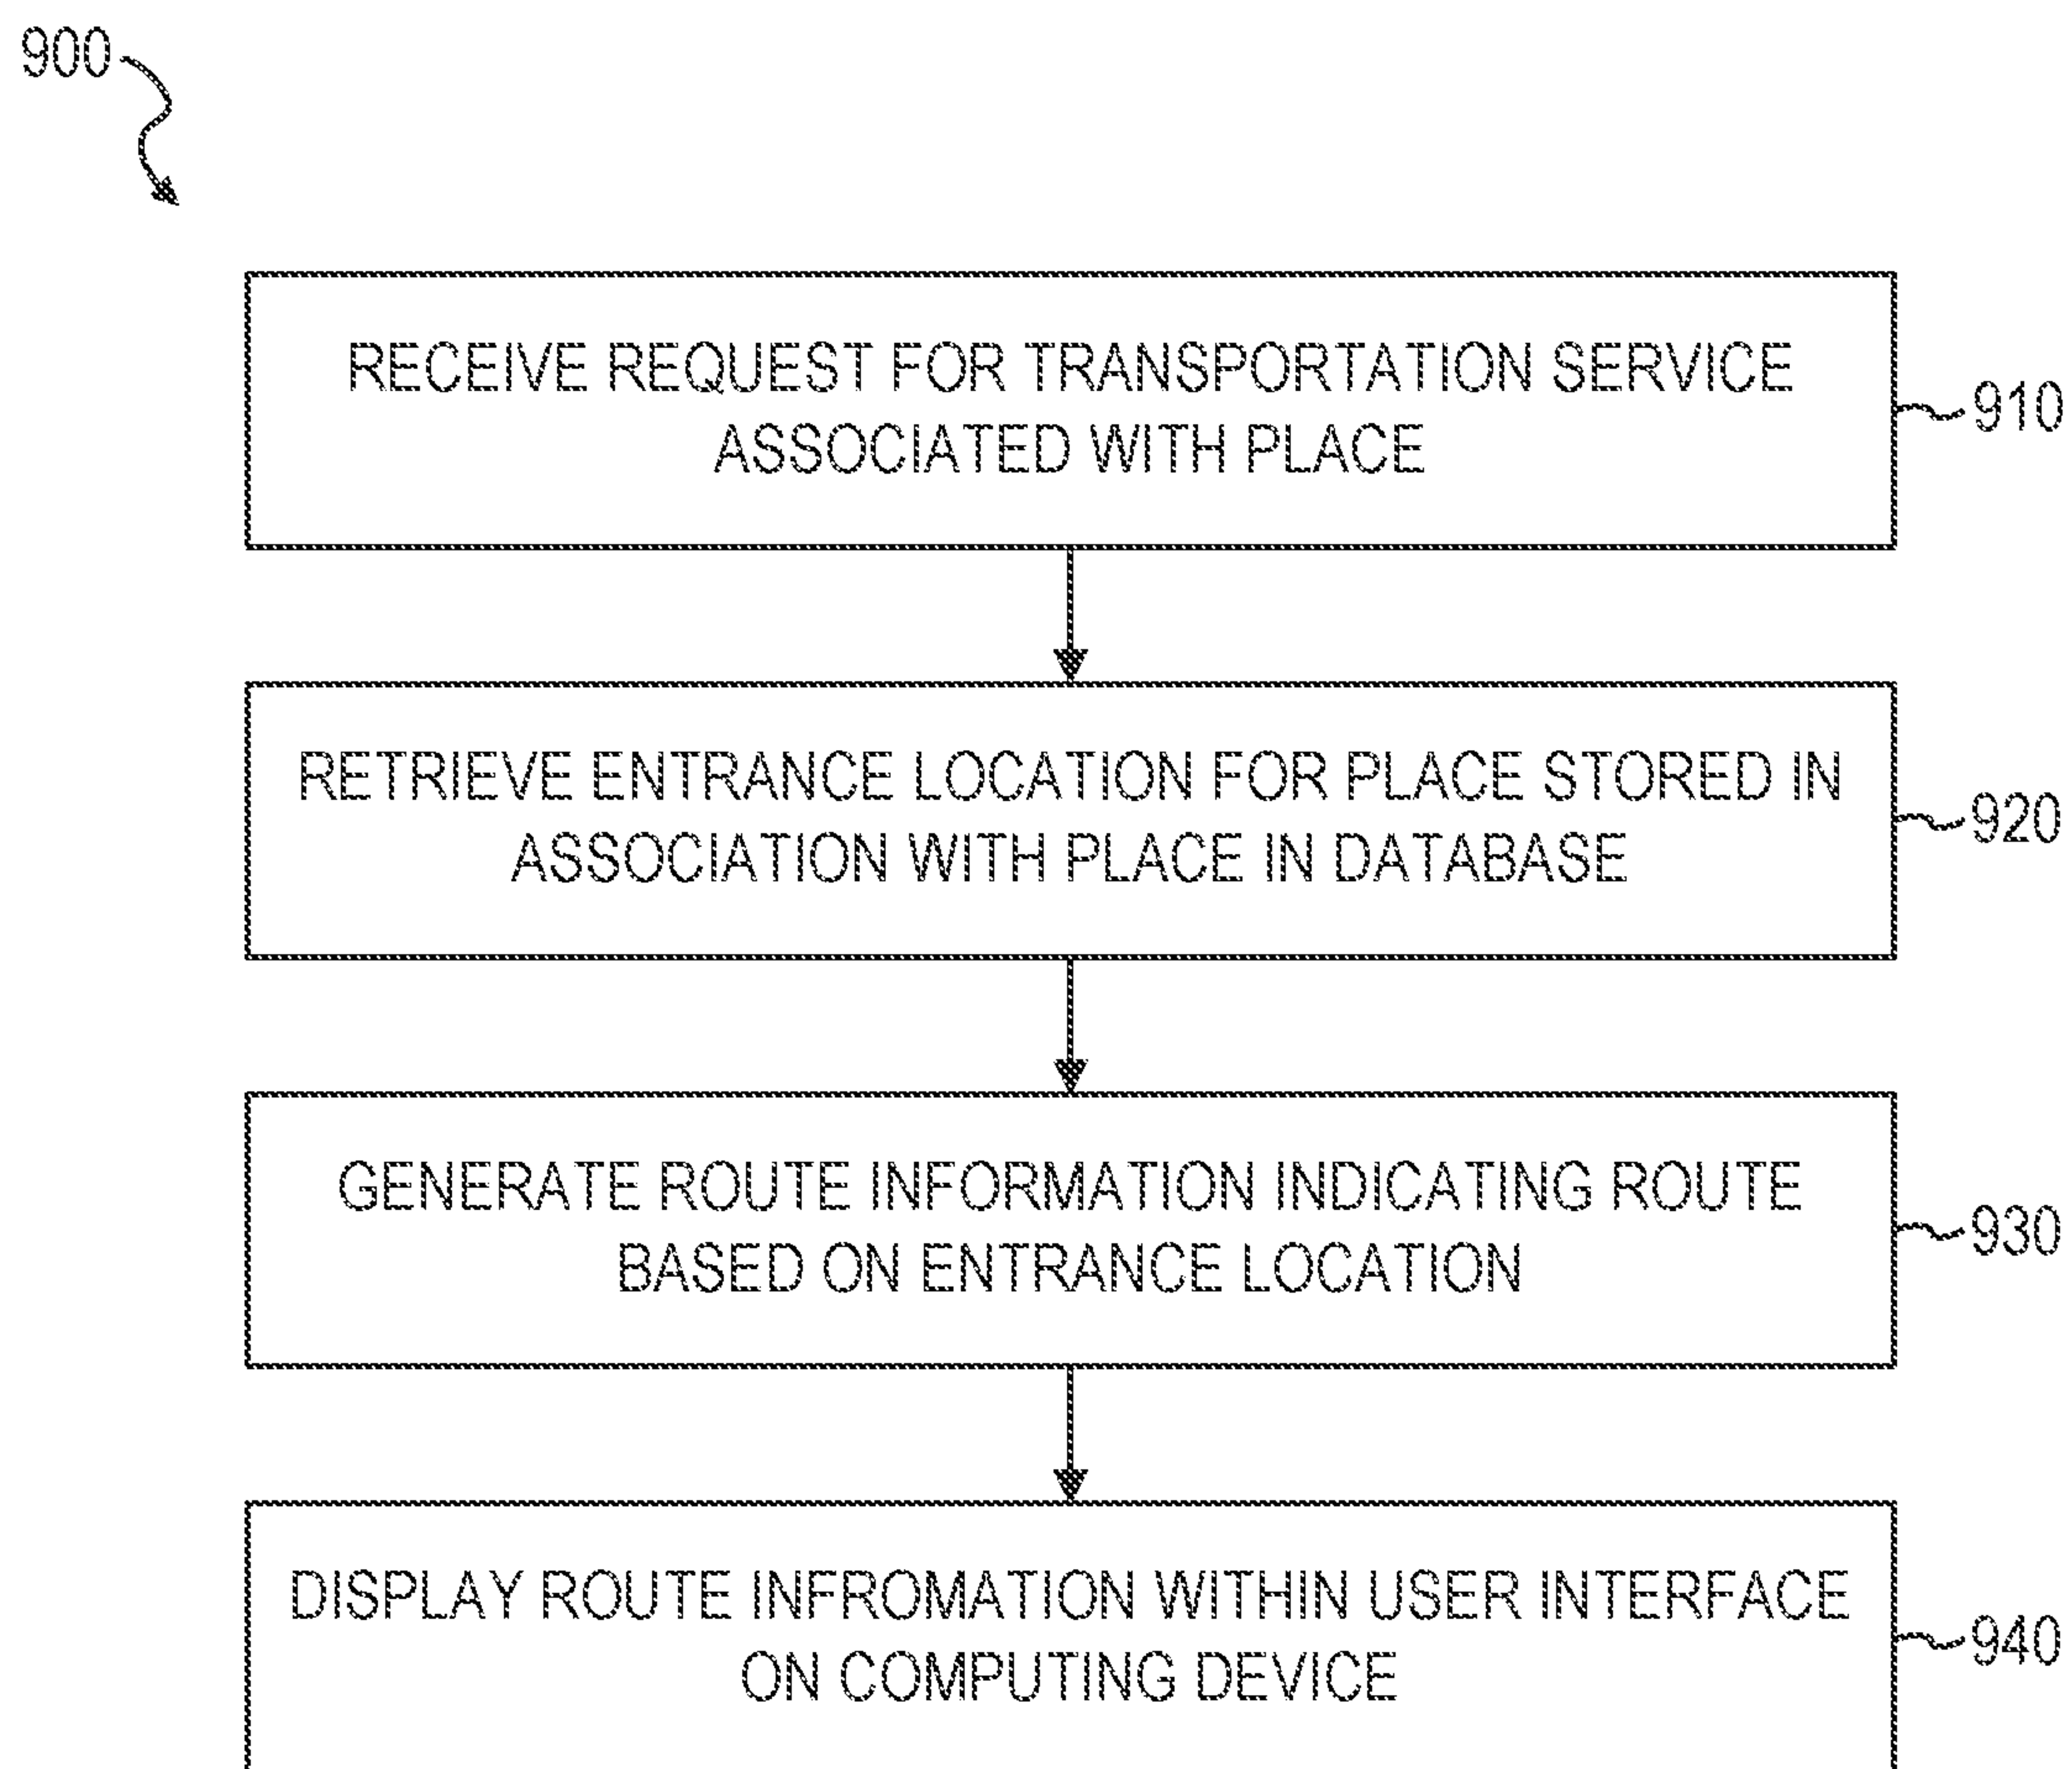 900
RECEIVE REQUEST FOR TRANSPORTATION SERVICE
ASSOCIATED WITH PLACE
910
RETRIEVE ENTRANCE LOCATION FOR PLACE STORED IN
ASSOCIATION WITH PLACE IN DATABASE
920
GENERATE ROUTE INFORMATION INDICATING ROUTE
BASED ON ENTRANCE LOCATION
930
DISPLAY ROUTE INFROMATION WITHIN USER INTERFACE
ON COMPUTING DEVICE
940